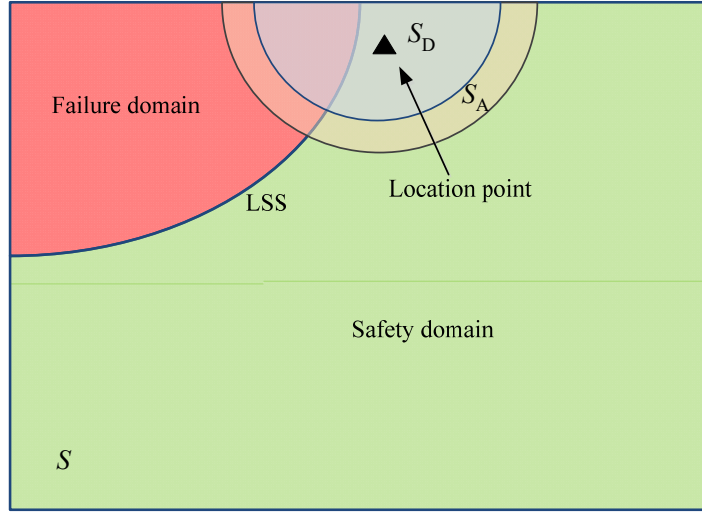 S_D
S_A
Failure domain
Location point
LSS
Safety domain
S